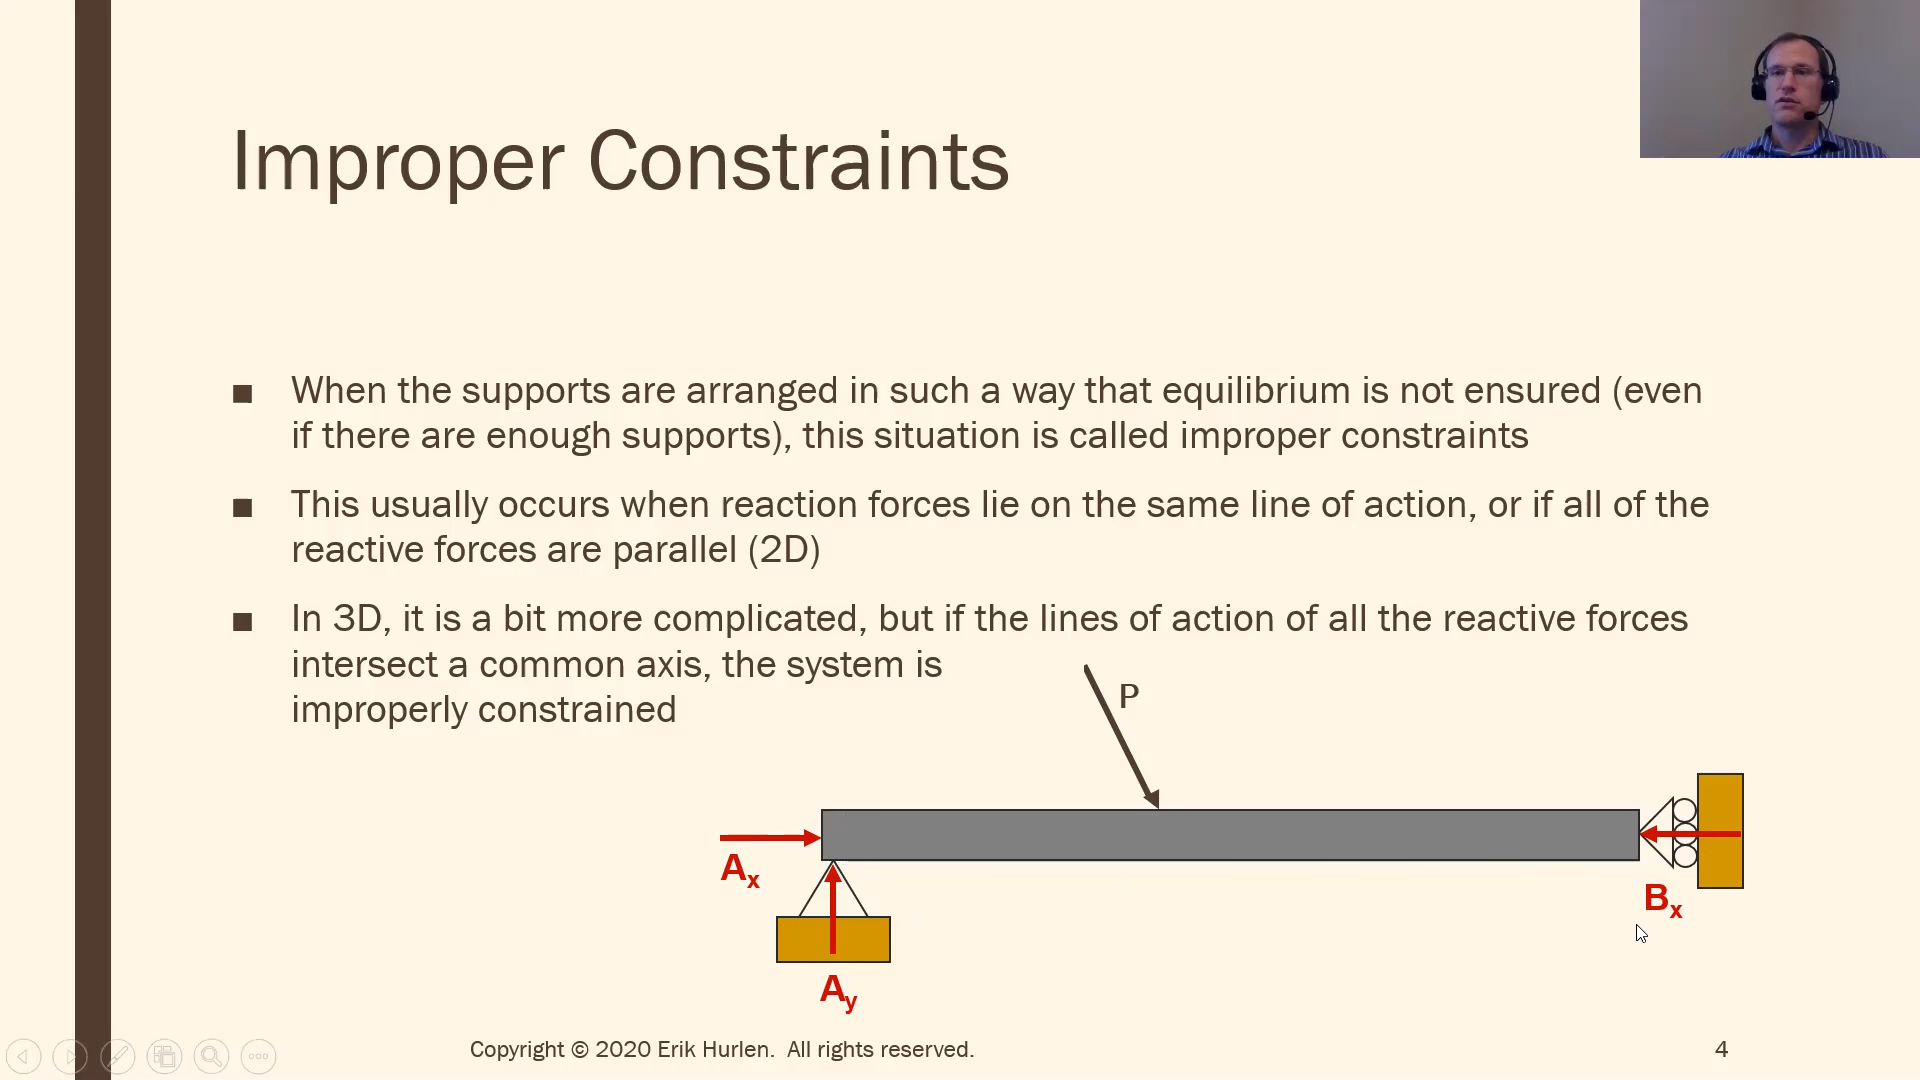 Improper Constraints
■ When the supports are arranged in such a way that equilibrium is not ensured (even
if there are enough supports), this situation is called improper constraints
■ This usually occurs when reaction forces lie on the same line of action, or if all of the
reactive forces are parallel (2D)
■ In 3D, it is a bit more complicated, but if the lines of action of all the reactive forces
intersect a common axis, the system is
improperly constrained
P
Ax
Bx
Ay
Copyright © 2020 Erik Hurlen. All rights reserved.
4